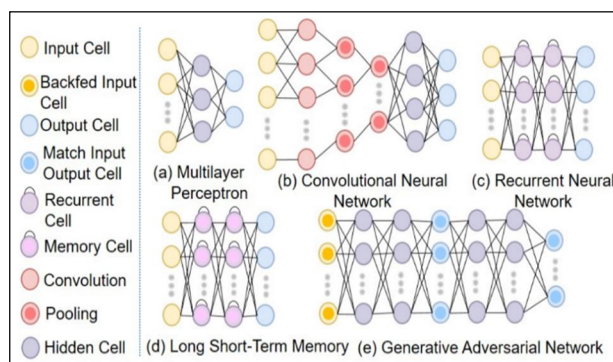 Input Cell
Backfed Input
Cell
Output Cell
Match Input
Output Cell
Recurrent
Cell
Memory Cell
Convolution
Pooling
Hidden Cell
(a) Multilayer
Perceptron
(b) Convolutional Neural
Network
(c) Recurrent Neural
Network
(d) Long Short-Term Memory
(e) Generative Adversarial Network